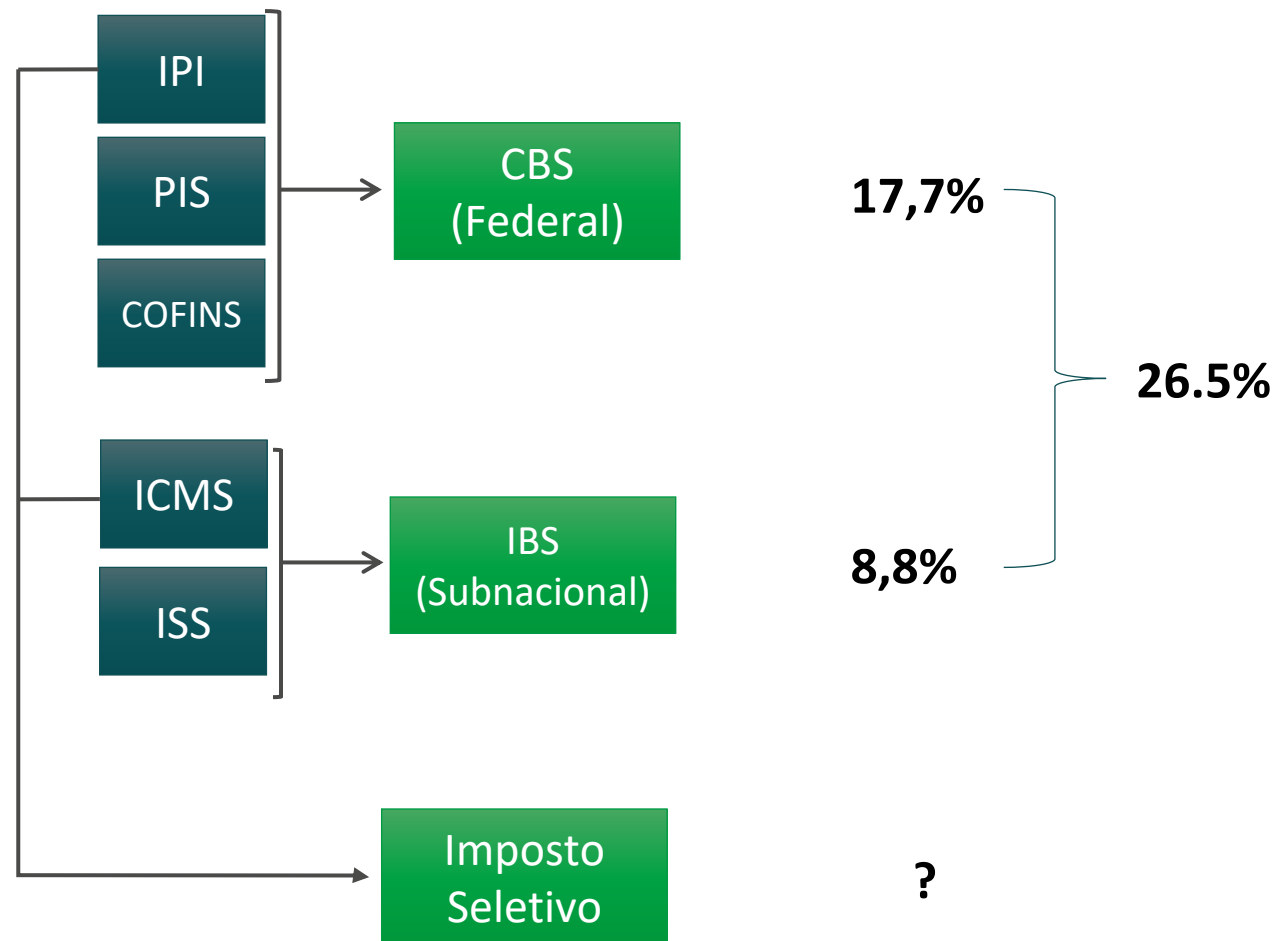 IPI
PIS
COFINS
CBS
(Federal)
17,7%
26.5%
ICMS
ISS
IBS
(Subnacional)
8,8%
Imposto
Seletivo
?